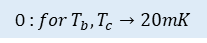 0 : for T_b, T_c → 20mK